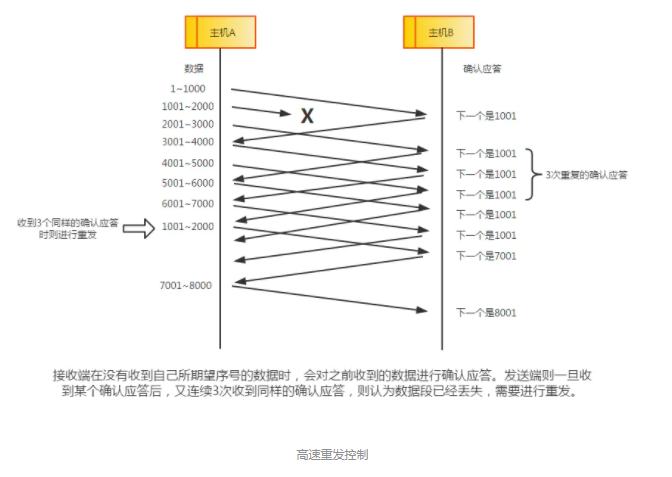 主机A
主机B
数据
确认应答
1~1000
1001~2000
X
下一个是1001
2001~3000
3001~4000
下一个是1001
4001~5000
下一个是1001
3次重复的确认应答
5001~6000
下一个是1001
6001~7000
下一个是1001
收到3个同样的确认应答
时则进行重发
1001~2000
下一个是1001
下一个是7001
7001~8000
下一个是8001
接收端在没有收到自己所期望序号的数据时，会对之前收到的数据进行确认应答。发送端则一旦收
到某个确认应答后，又连续3次收到同样的确认应答，则认为数据段已经丢失，需要进行重发。
高速重发控制